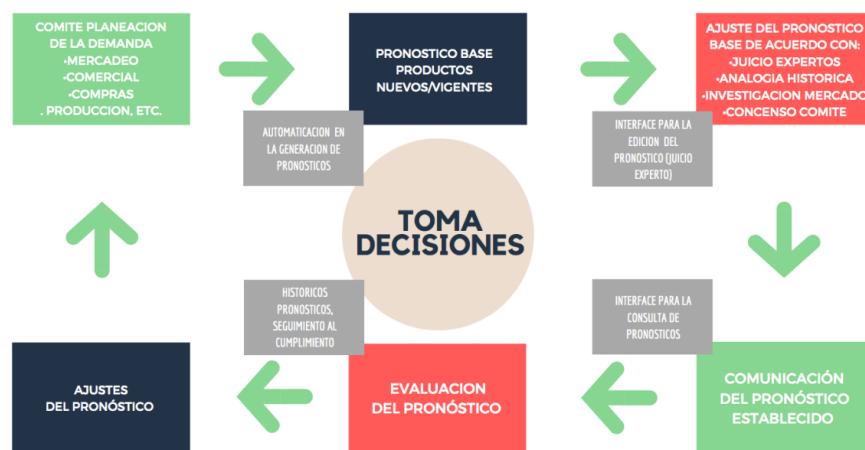 COMITE PLANEACION
DE LA DEMANDA
•MERCADEO
•COMERCIAL
•COMPRAS
. PRODUCCION, ETC.
PRONOSTICO BASE
PRODUCTOS
NUEVOS/VIGENTES
AJUSTE DEL PRONOSTICO
BASE DE ACUERDO CON:
•JUICIO EXPERTOS
•ANALOGIA HISTORICA
•INVESTIGACION MERCADO
•CONCENSO COMITE
AUTOMATICACION EN
LA GENERACION DE
PRONOSTICOS
INTERFACE PARA LA
EDICION DEL
PRONOSTICO (JUICIO
EXPERTO)
TOMA
DECISIONES
HISTORICOS
PRONOSTICOS,
SEGUIMIENTO AL
CUMPLIMIENTO
INTERFACE PARA LA
CONSULTA DE
PRONOSTICOS
AJUSTES
DEL PRONÓSTICO
EVALUACION
DEL PRONÓSTICO
COMUNICACIÓN
DEL PRONÓSTICO
ESTABLECIDO